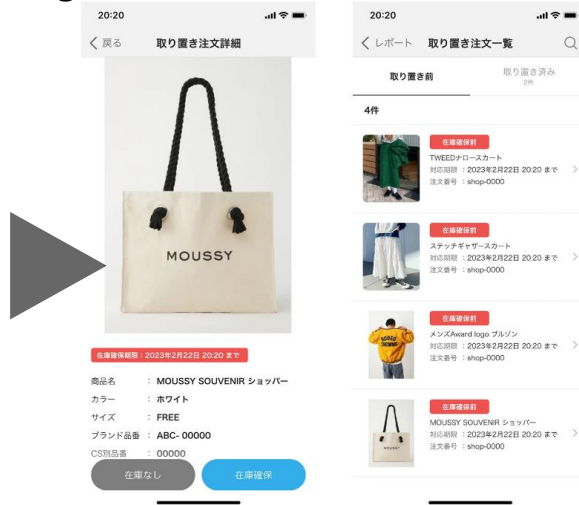 20:20
戻る
取り置き注文詳細
MOUSSY
在庫確保期限：2023年2月22日 20:20 まで
商品名 ： MOUSSY SOUVENIR ショッパー
カラー ： ホワイト
サイズ ： FREE
ブランド品番 ： ABC- 00000
CS別品番 ： 00000
在庫なし
在庫確保
20:20
レポート
取り置き注文一覧
取り置き前
取り置き済み
2件
4件
在庫確保前
TWEEDナロースカート
対応期限 ：2023年2月22日 20:20 まで
注文番号 ：shop-0000
在庫確保前
ステッチギャザースカート
対応期限 ：2023年2月22日 20:20 まで
注文番号 ：shop-0000
在庫確保前
メンズAward logo ブルゾン
対応期限 ：2023年2月22日 20:20 まで
注文番号 ：shop-0000
RODEO
CROWNS
在庫確保前
MOUSSY SOUVENIR ショッパー
対応期限 ：2023年2月22日 20:20 まで
注文番号 ：shop-0000
MOUSSY